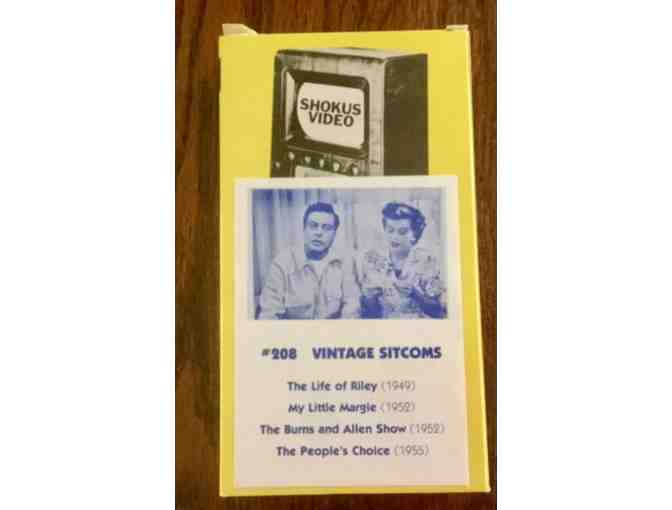 SHOKUS
VIDEO
#208 VINTAGE SITCOMS
The Life of Riley (1949)
My Little Margie (1952)
The Burns and Allen Show (1952)
The People's Choice (1955)